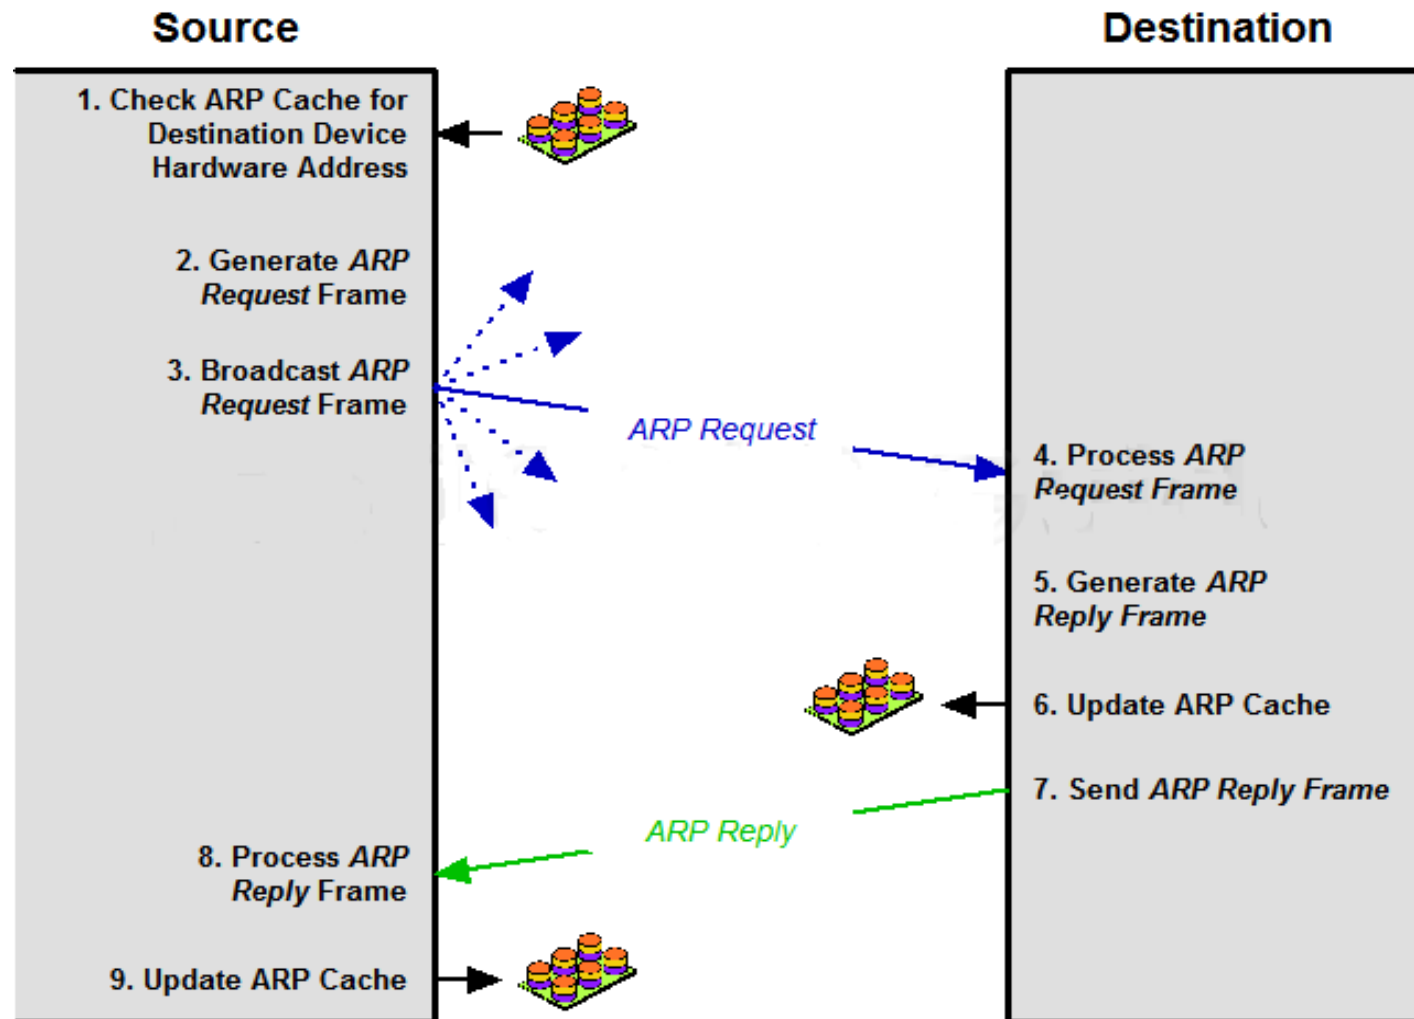 Source
Destination
1. Check ARP Cache for
Destination Device
Hardware Address
2. Generate ARP
Request Frame
3. Broadcast ARP
Request Frame
ARP Request
4. Process ARP
Request Frame
5. Generate ARP
Reply Frame
6. Update ARP Cache
7. Send ARP Reply Frame
ARP Reply
8. Process ARP
Reply Frame
9. Update ARP Cache